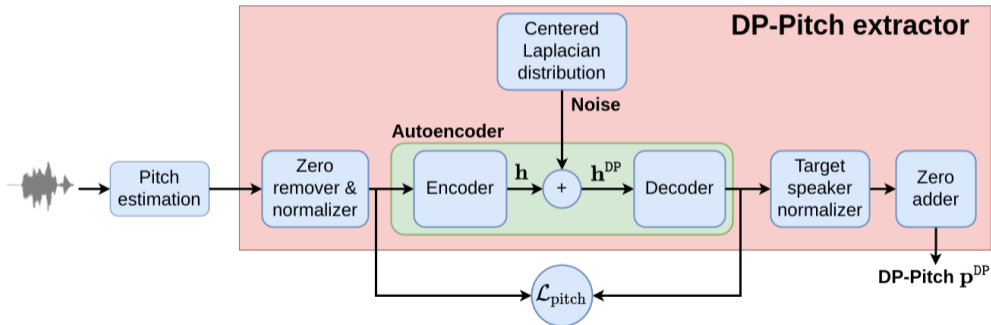 DP-Pitch extractor
Centered
Laplacian
distribution
Noise
Autoencoder
Pitch
estimation
Zero
remover &
normalizer
Encoder
h
+
h^DP
Decoder
Target
speaker
normalizer
Zero
adder
ℒ_pitch
DP-Pitch p^DP